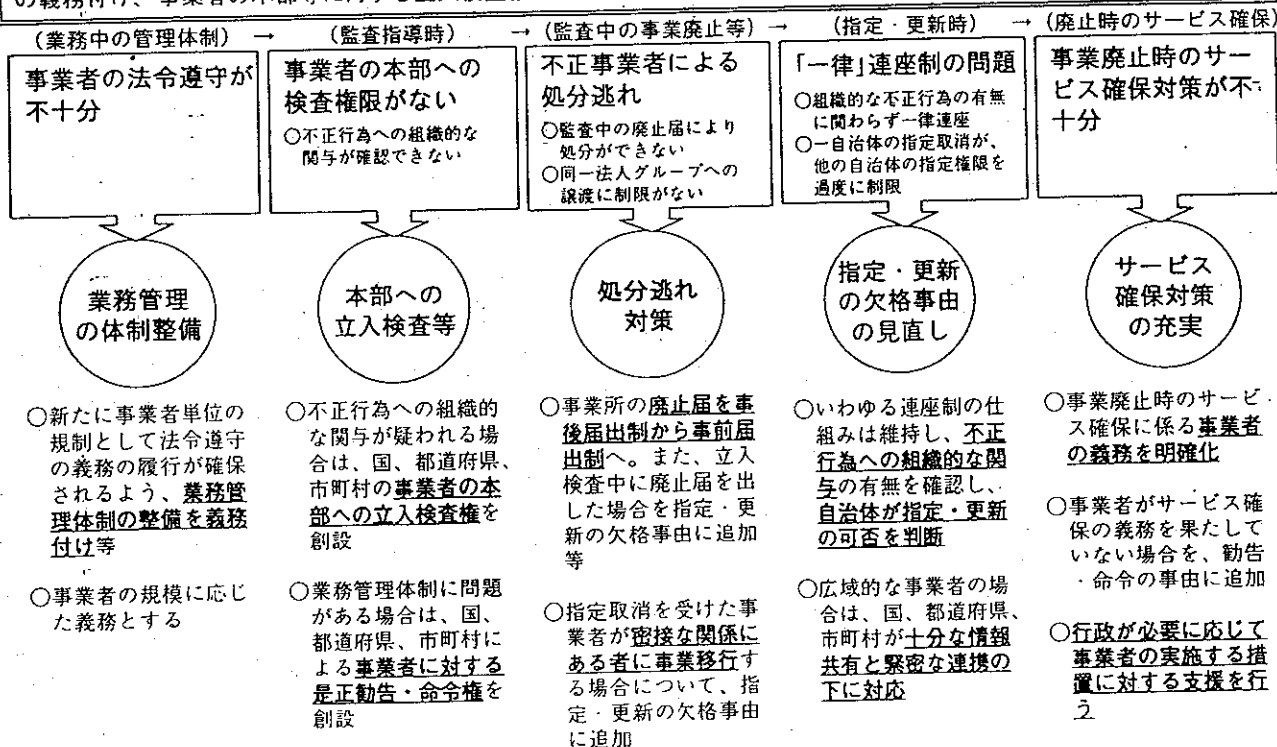 の義務付け、事業者の本部等に対する立入検査権
(業務中の管理体制) → (監査指導時) → (監査中の事業廃止等) → (指定・更新時) → (廃止時のサービス確保)
事業者の法令遵守が
不十分
事業者の本部への
検査権限がない
○不正行為への組織的な
関与が確認できない
不正事業者による
処分逃れ
○監査中の廃止届により
処分ができない
○同一法人グループへの
譲渡に制限がない
「一律」連座制の問題
○組織的な不正行為の有無
に関わらず一律連座
○一自治体の指定取消が、
他の自治体の指定権限を
過度に制限
事業廃止時のサー
ビス確保対策が不
十分
業務管理
の体制整備
本部への
立入検査等
処分逃れ
対策
指定・更新
の欠格事由
の見直し
サービス
確保対策
の充実
○新たに事業者単位の
規制として法令遵守
の義務の履行が確保
されるよう、業務管
理体制の整備を義務
付け等
○事業者の規模に応じ
た義務とする
○不正行為への組織的
な関与が疑われる場
合は、国、都道府県、
市町村の事業者の本
部への立入検査権を
創設
○業務管理体制に問題
がある場合は、国、
都道府県、市町村に
よる事業者に対する
是正勧告・命令権を
創設
○事業所の廃止届を事
後届出制から事前届
出制へ。また、立入
検査中に廃止届を出
した場合を指定・更
新の欠格事由に追加
等
○指定取消を受けた事
業者が密接な関係に
ある者に事業移行す
る場合について、指
定・更新の欠格事由
に追加
○いわゆる連座制の仕
組みは維持し、不正
行為への組織的な関
与の有無を確認し、
自治体が指定・更新
の可否を判断
○広域的な事業者の場
合は、国、都道府県、
市町村が十分な情報
共有と緊密な連携の
下に対応
○事業廃止時のサービ
ス確保に係る事業者
の義務を明確化
○事業者がサービス確
保の義務を果たして
いない場合を、勧告
・命令の事由に追加
○行政が必要に応じて
事業者の実施する措
置に対する支援を行
う